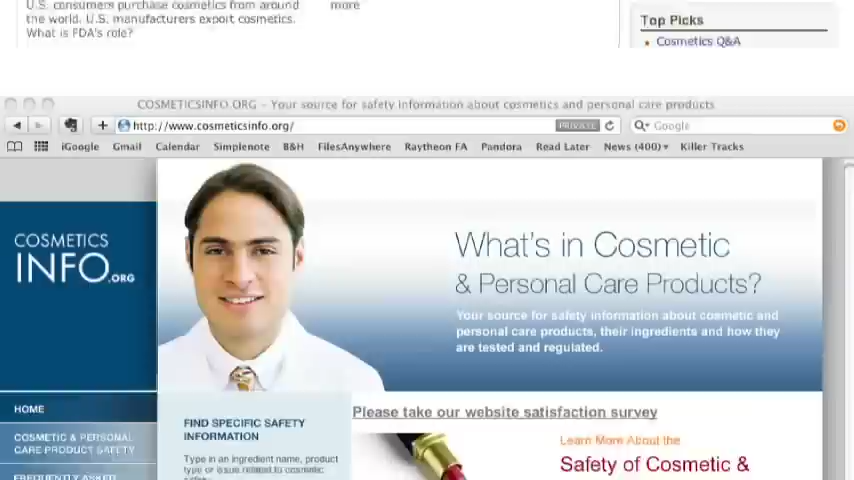 U.S. consumers purchase cosmetics from around
the world. U.S. manufacturers export cosmetics.
What is FDA's role?
more
Top Picks
Cosmetics Q&A
COSMETICSINFO.ORG – Your source for safety information about cosmetics and personal care products
http://www.cosmeticsinfo.org/
PRIVATE
Google
iGoogle Gmail Calendar Simplenote B&H FilesAnywhere Raytheon FA Pandora Read Later News (400) Killer Tracks
COSMETICS
INFO.ORG
What's in Cosmetic
& Personal Care Products?
Your source for safety information about cosmetic and
personal care products, their ingredients and how they
are tested and regulated.
HOME
COSMETIC & PERSONAL
CARE PRODUCT SAFETY
FREQUENTLY ASKED
FIND SPECIFIC SAFETY
INFORMATION
Type in an ingredient name, product
type or issue related to cosmetic
Please take our website satisfaction survey
Learn More About the
Safety of Cosmetic &